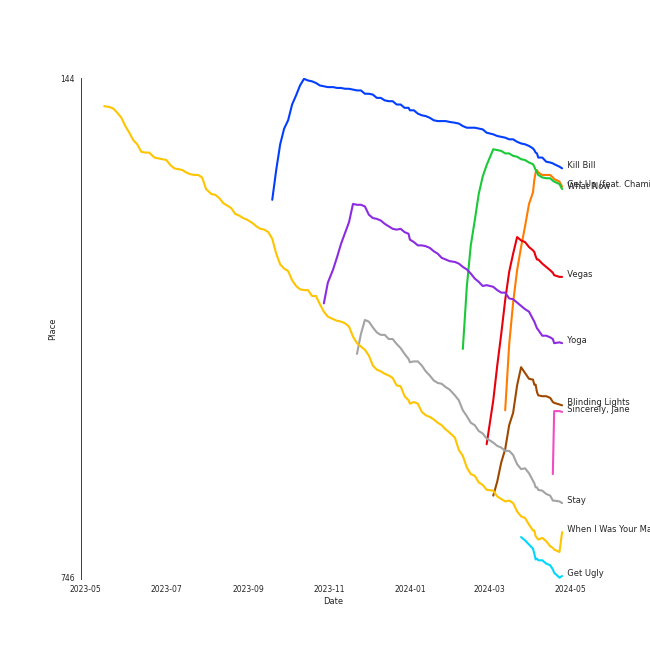 144
746
Place
2023-05
2023-07
2023-09
2023-11
2024-01
2024-03
2024-05
Date
Kill Bill
Get Up (feat. Chami
What Now
Vegas
Yoga
Blinding Lights
Sincerely, Jane
Stay
When I Was Your Ma
Get Ugly